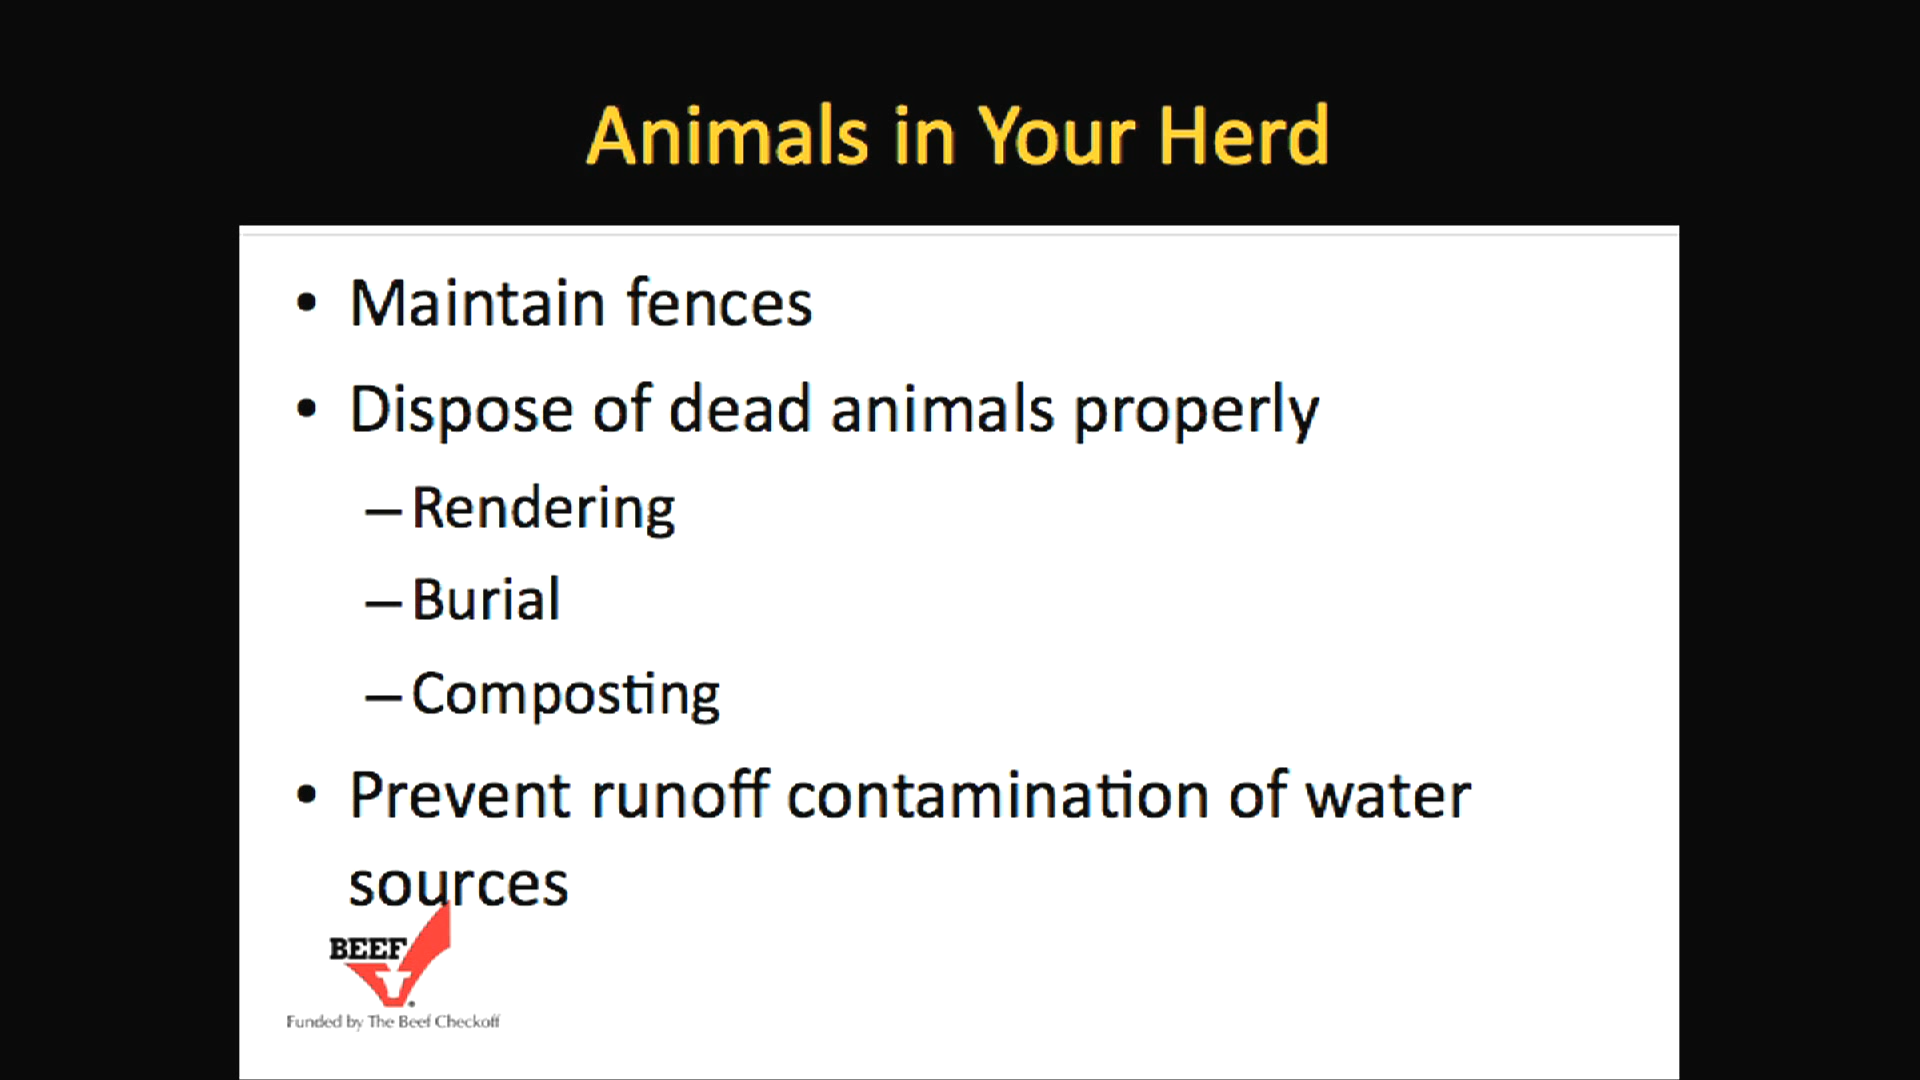 Animals in Your Herd
• Maintain fences
• Dispose of dead animals properly
– Rendering
– Burial
– Composting
• Prevent runoff contamination of water
sources
BEEF
Funded by The Beef Checkoff